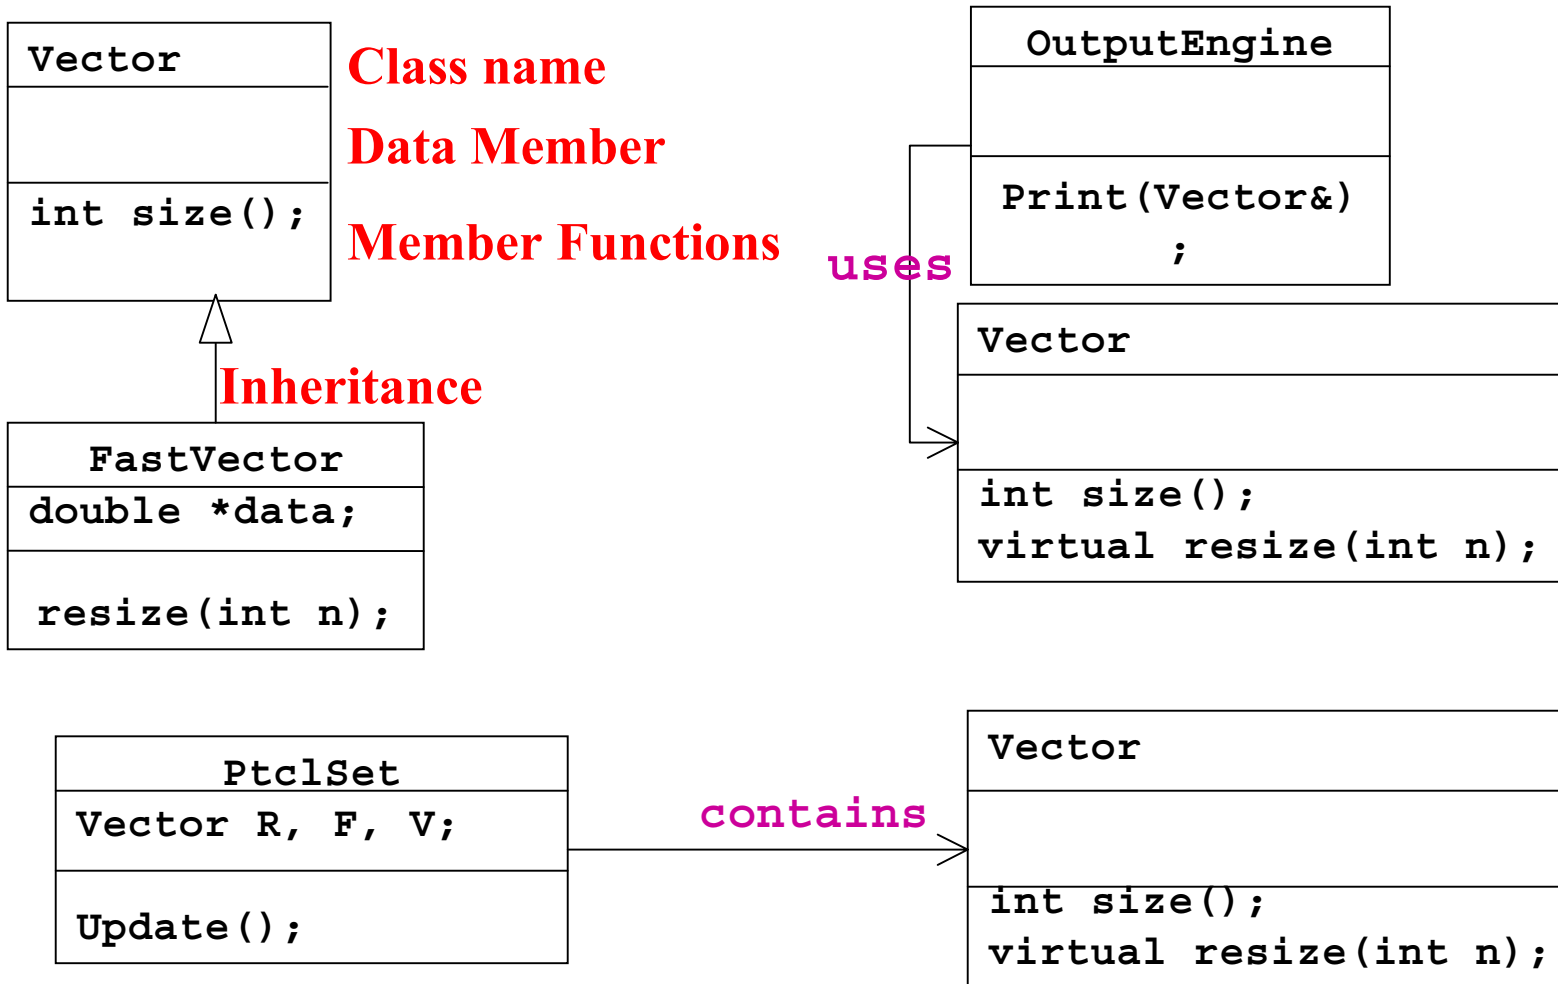 Vector
Class name
Data Member
int size();
Member Functions
Inheritance
FastVector
double *data;
resize(int n);
OutputEngine
Print(Vector&)
;
uses
Vector
int size();
virtual resize(int n);
PtclSet
Vector R, F, V;
Update();
contains
Vector
int size();
virtual resize(int n);